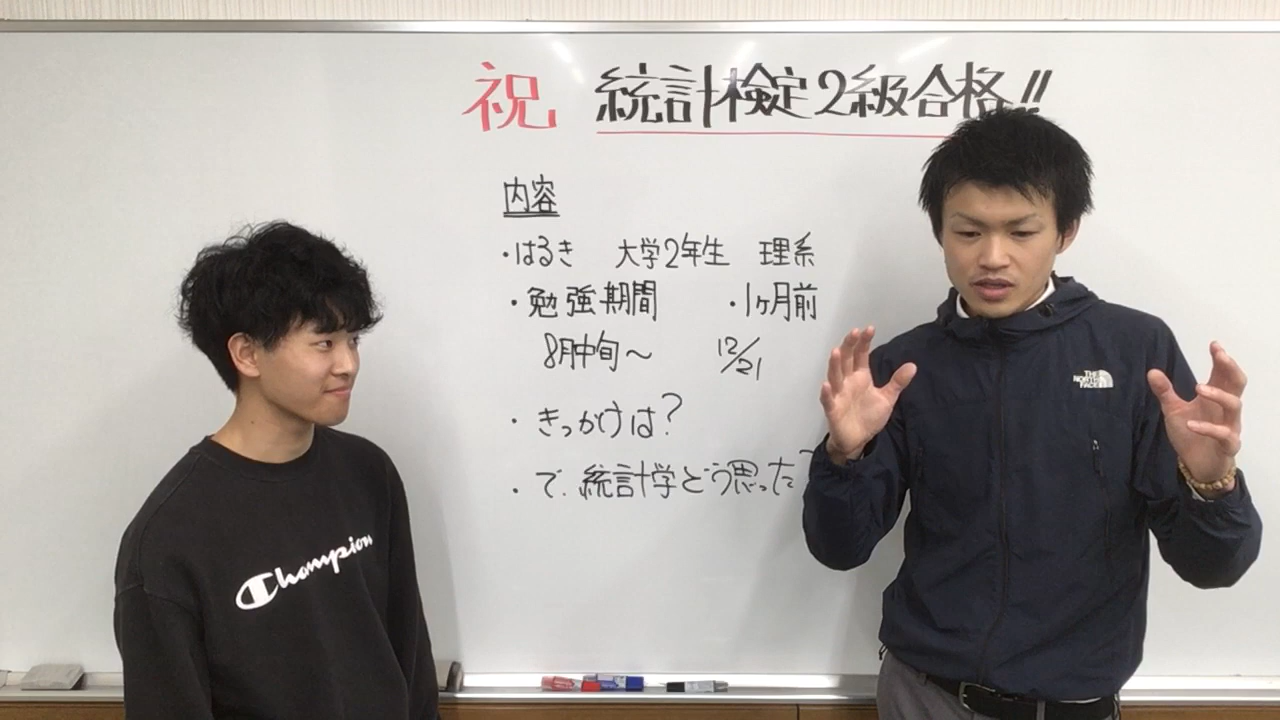 祝 統計検定2級合格!!
内容
・はるき 大学2年生 理系
・勉強期間 ・1ヶ月前
8月中旬〜 12/21
・きっかけは?
・で、統計学どう思った?
Champion
THE
NORTH
FACE